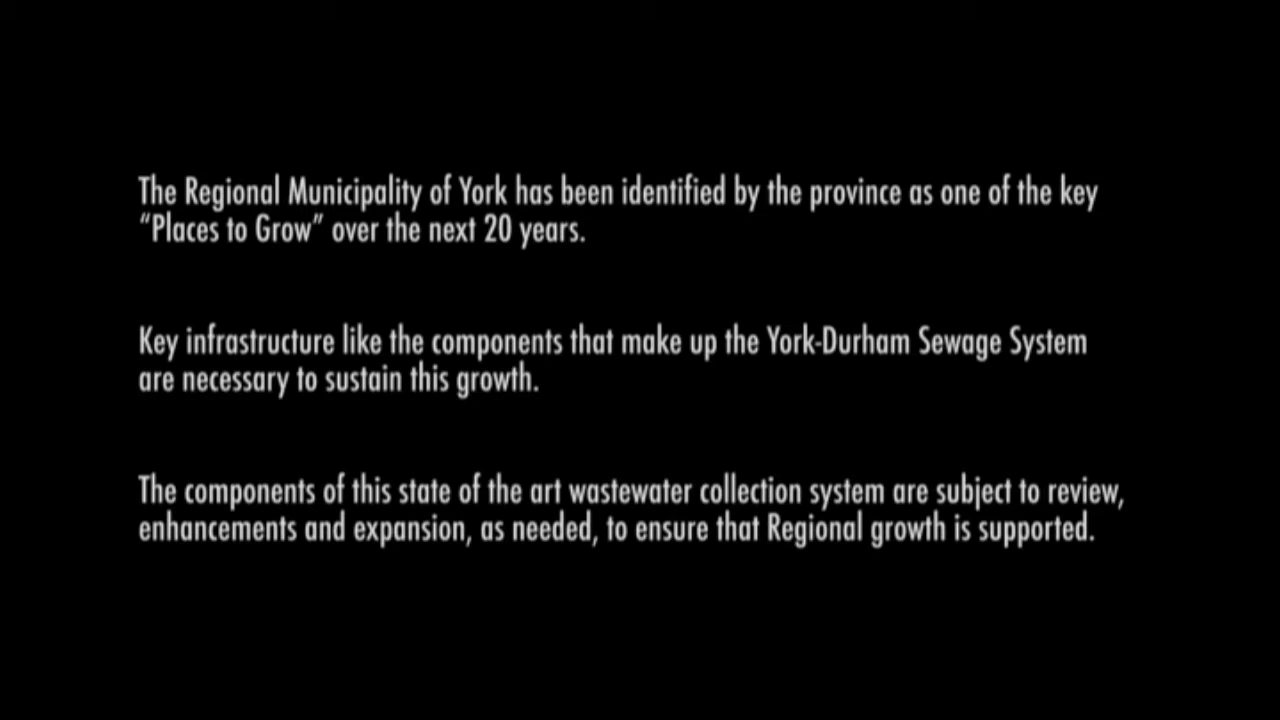 The Regional Municipality of York has been identified by the province as one of the key
“Places to Grow” over the next 20 years.
Key infrastructure like the components that make up the York-Durham Sewage System
are necessary to sustain this growth.
The components of this state of the art wastewater collection system are subject to review,
enhancements and expansion, as needed, to ensure that Regional growth is supported.